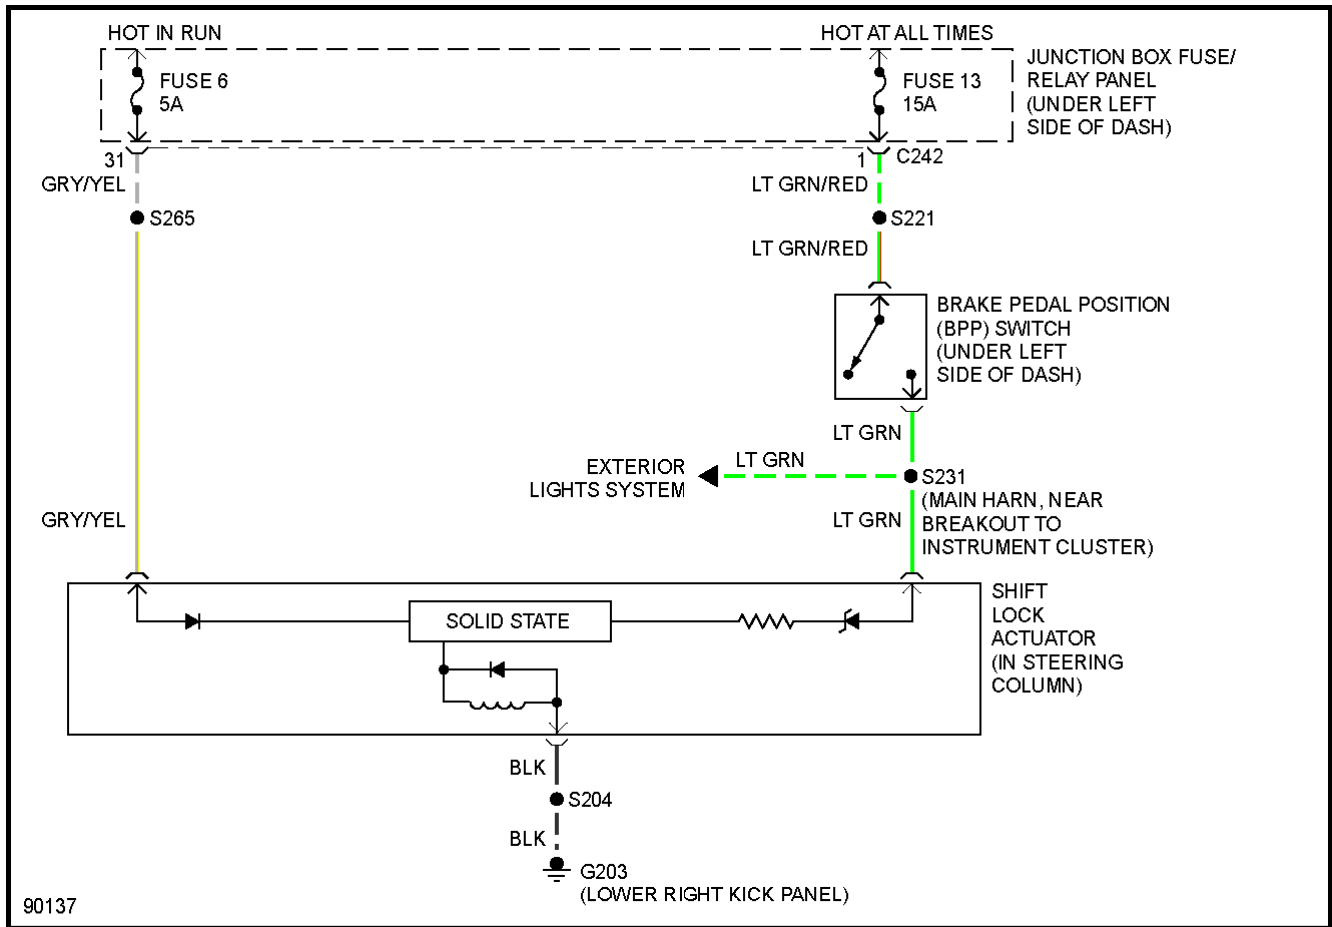 HOT IN RUN
HOT AT ALL TIMES
FUSE 6
5A
FUSE 13
15A
JUNCTION BOX FUSE/
RELAY PANEL
(UNDER LEFT
SIDE OF DASH)
31
1
C242
GRY/YEL
LT GRN/RED
S265
S221
LT GRN/RED
BRAKE PEDAL POSITION
(BPP) SWITCH
(UNDER LEFT
SIDE OF DASH)
LT GRN
EXTERIOR
LIGHTS SYSTEM
LT GRN
S231
(MAIN HARN, NEAR
BREAKOUT TO
INSTRUMENT CLUSTER)
GRY/YEL
LT GRN
SHIFT
LOCK
ACTUATOR
(IN STEERING
COLUMN)
SOLID STATE
BLK
S204
BLK
G203
(LOWER RIGHT KICK PANEL)
90137